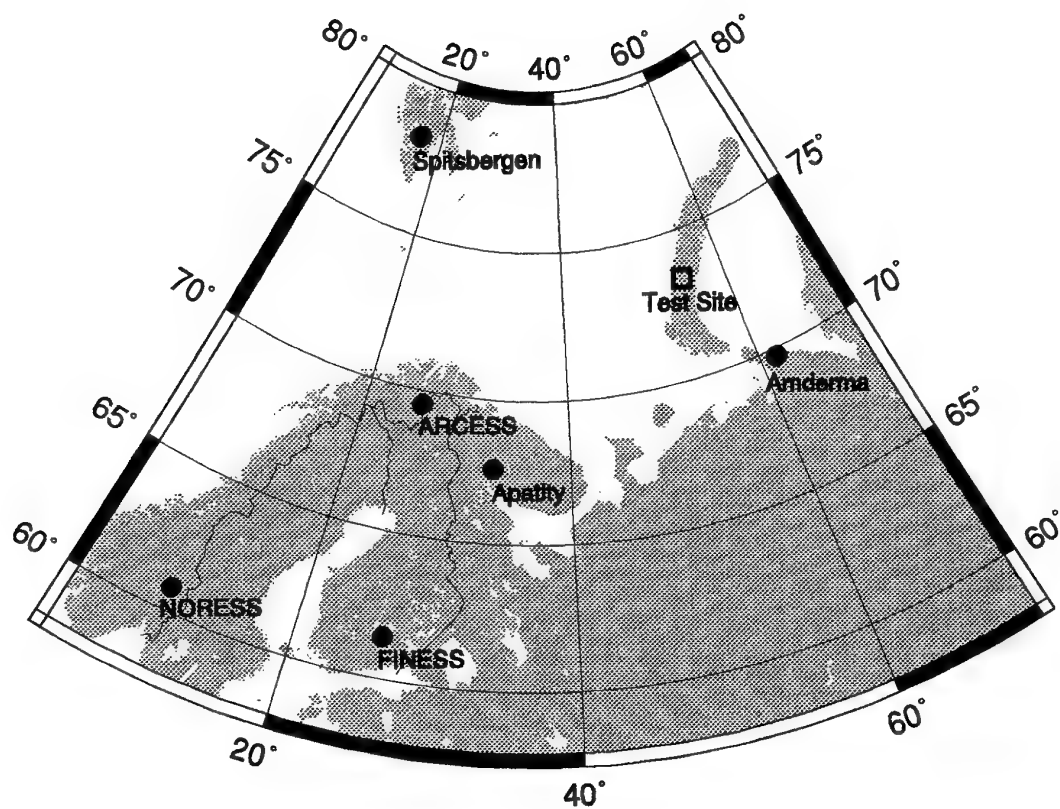 80° 20° 40° 60° 80°
75° Spitsbergen 75°
70° Test Site 70°
Amderma
65° ARCESS 65°
Apatity
60° NORESS FINESS 60°
20° 40° 60°